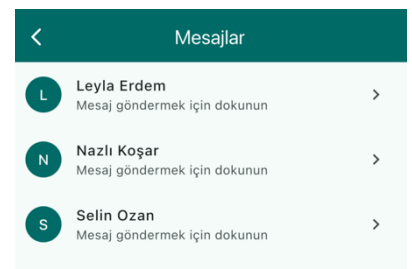 Mesajlar
L
Leyla Erdem
Mesaj göndermek için dokunun
N
Nazlı Koşar
Mesaj göndermek için dokunun
S
Selin Ozan
Mesaj göndermek için dokunun